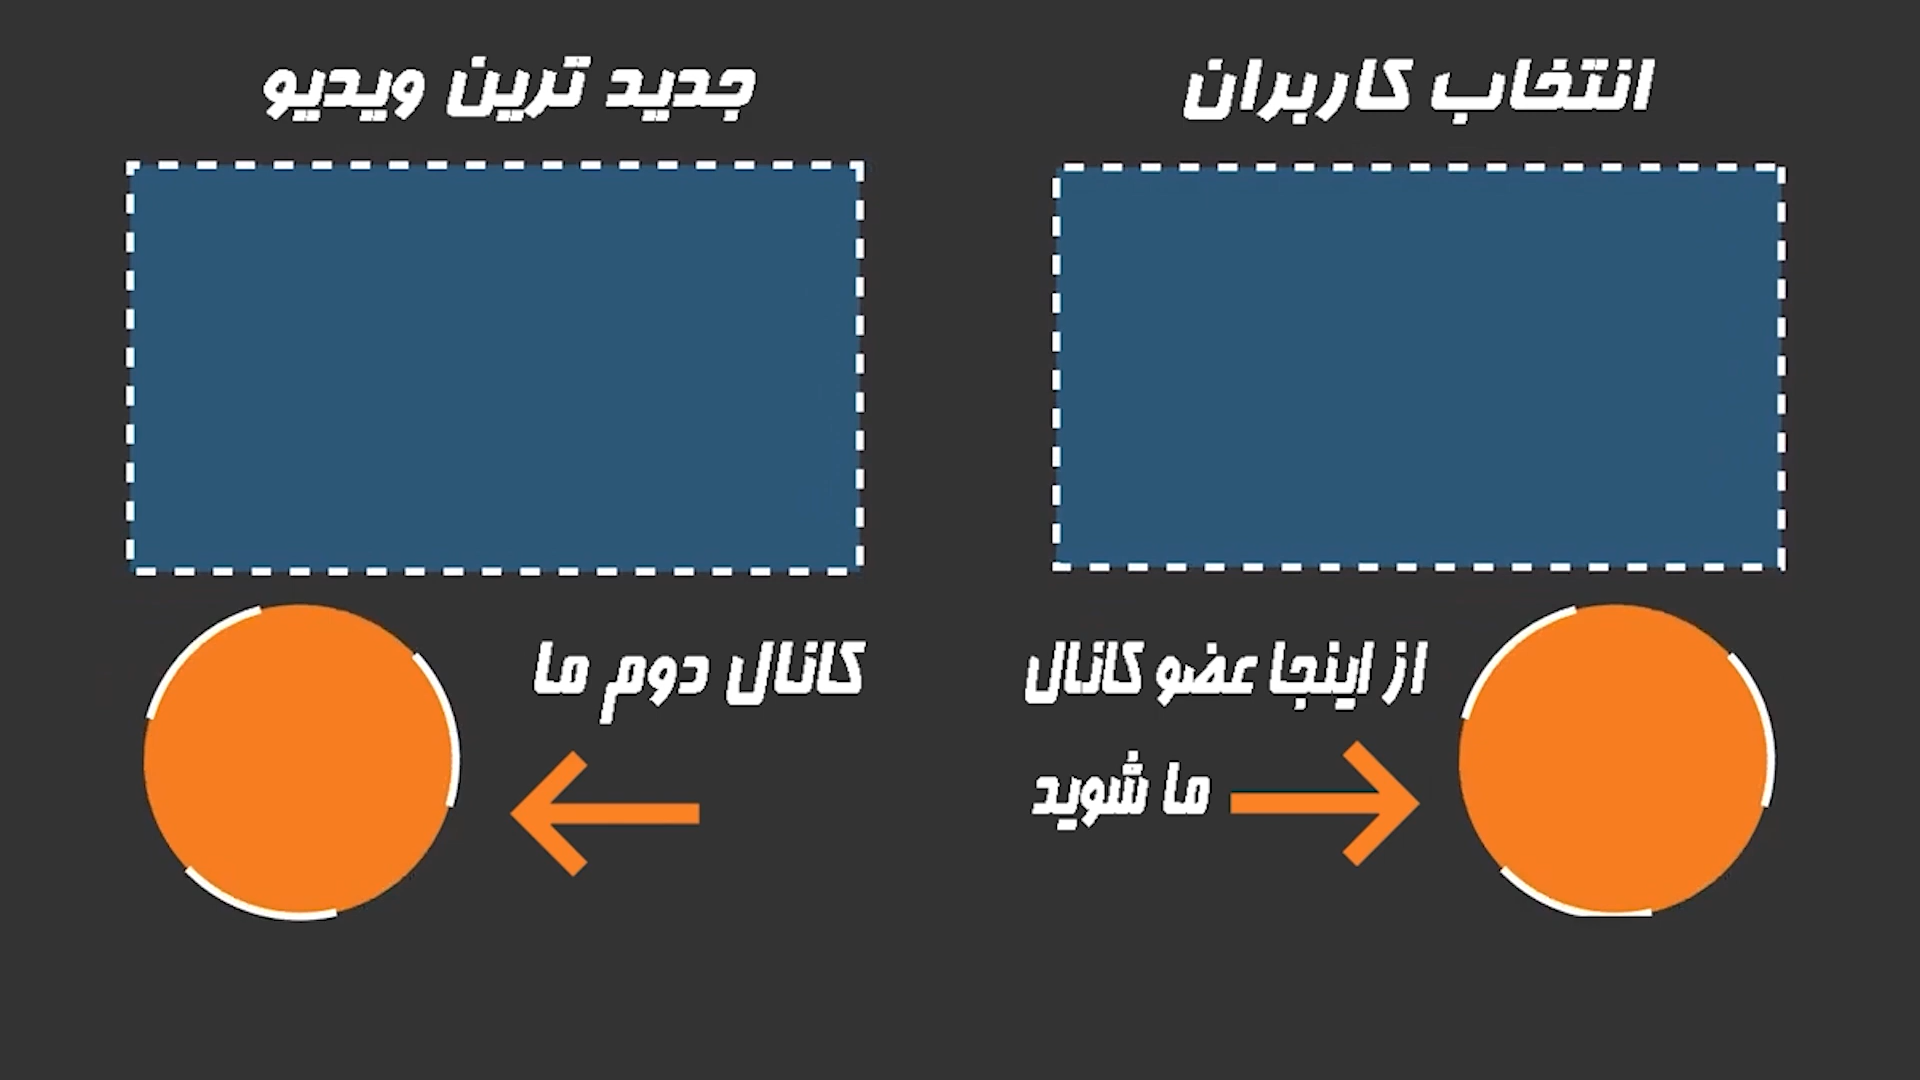 انتخاب کاربران
جدید ترین ویدیو
از اینجا عضو کانال
ما شوید
کانال دوم ما